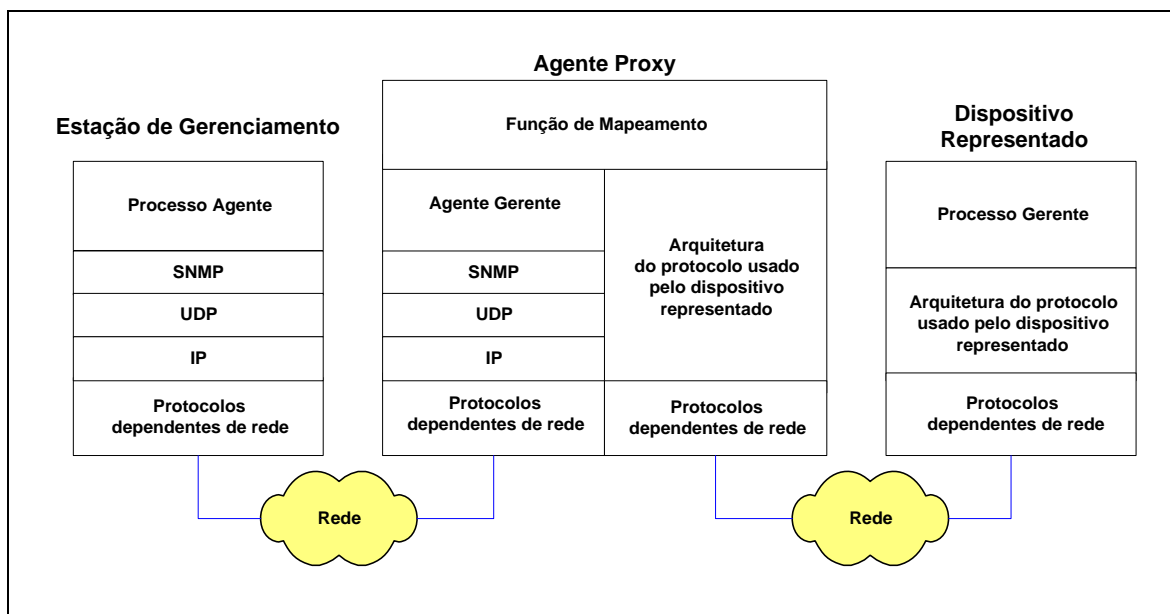 Agente Proxy
Estação de Gerenciamento
Dispositivo
Representado
Função de Mapeamento
Processo Agente
SNMP
UDP
IP
Protocolos
dependentes de rede
Agente Gerente
SNMP
UDP
IP
Protocolos
dependentes de rede
Arquitetura
do protocolo usado
pelo dispositivo
representado
Protocolos
dependentes de rede
Processo Gerente
Arquitetura do protocolo
usado pelo dispositivo
representado
Protocolos
dependentes de rede
Rede
Rede